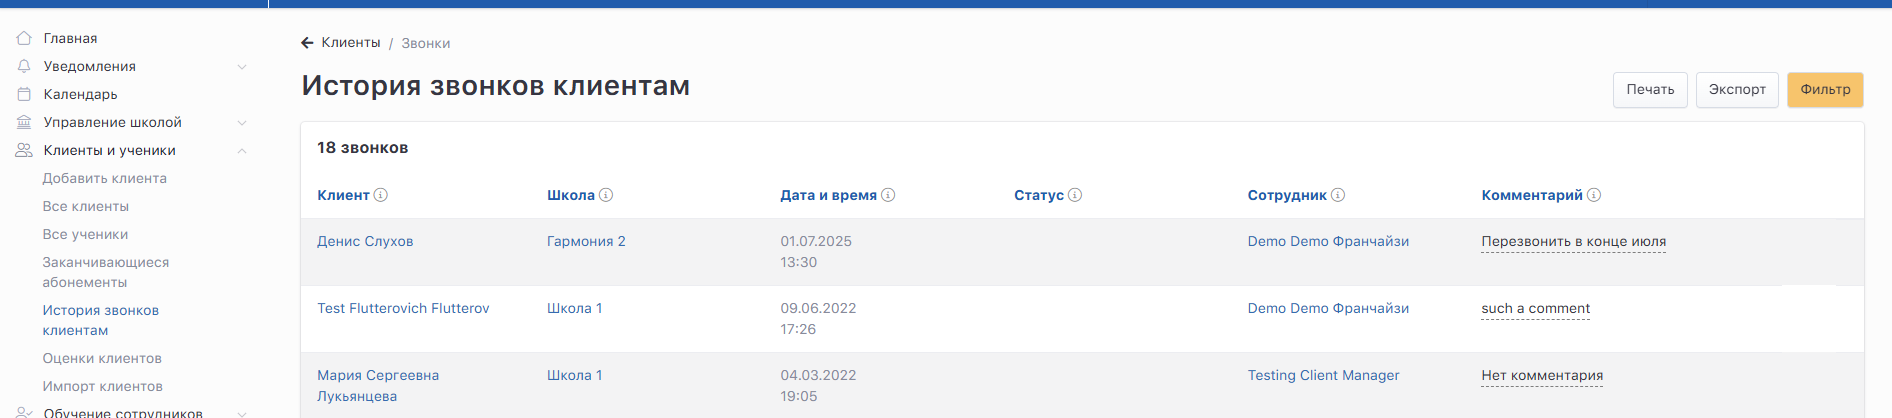 Главная
Уведомления
Календарь
Управление школой
Клиенты и ученики
Добавить клиента
Все клиенты
Все ученики
Заканчивающиеся
абонементы
История звонков
клиентам
Оценки клиентов
Импорт клиентов
Обучение сотрудников
Клиенты / Звонки
История звонков клиентам
Печать Экспорт Фильтр
18 звонков
Клиент Школа Дата и время Статус Сотрудник Комментарий
Денис Слухов Гармония 2 01.07.2025 Demo Demo Франчайзи Перезвонить в конце июля
13:30
Test Flutterovich Flutterov Школа 1 09.06.2022 Demo Demo Франчайзи such a comment
17:26
Мария Сергеевна Школа 1 04.03.2022 Testing Client Manager Нет комментария
Лукьянцева 19:05